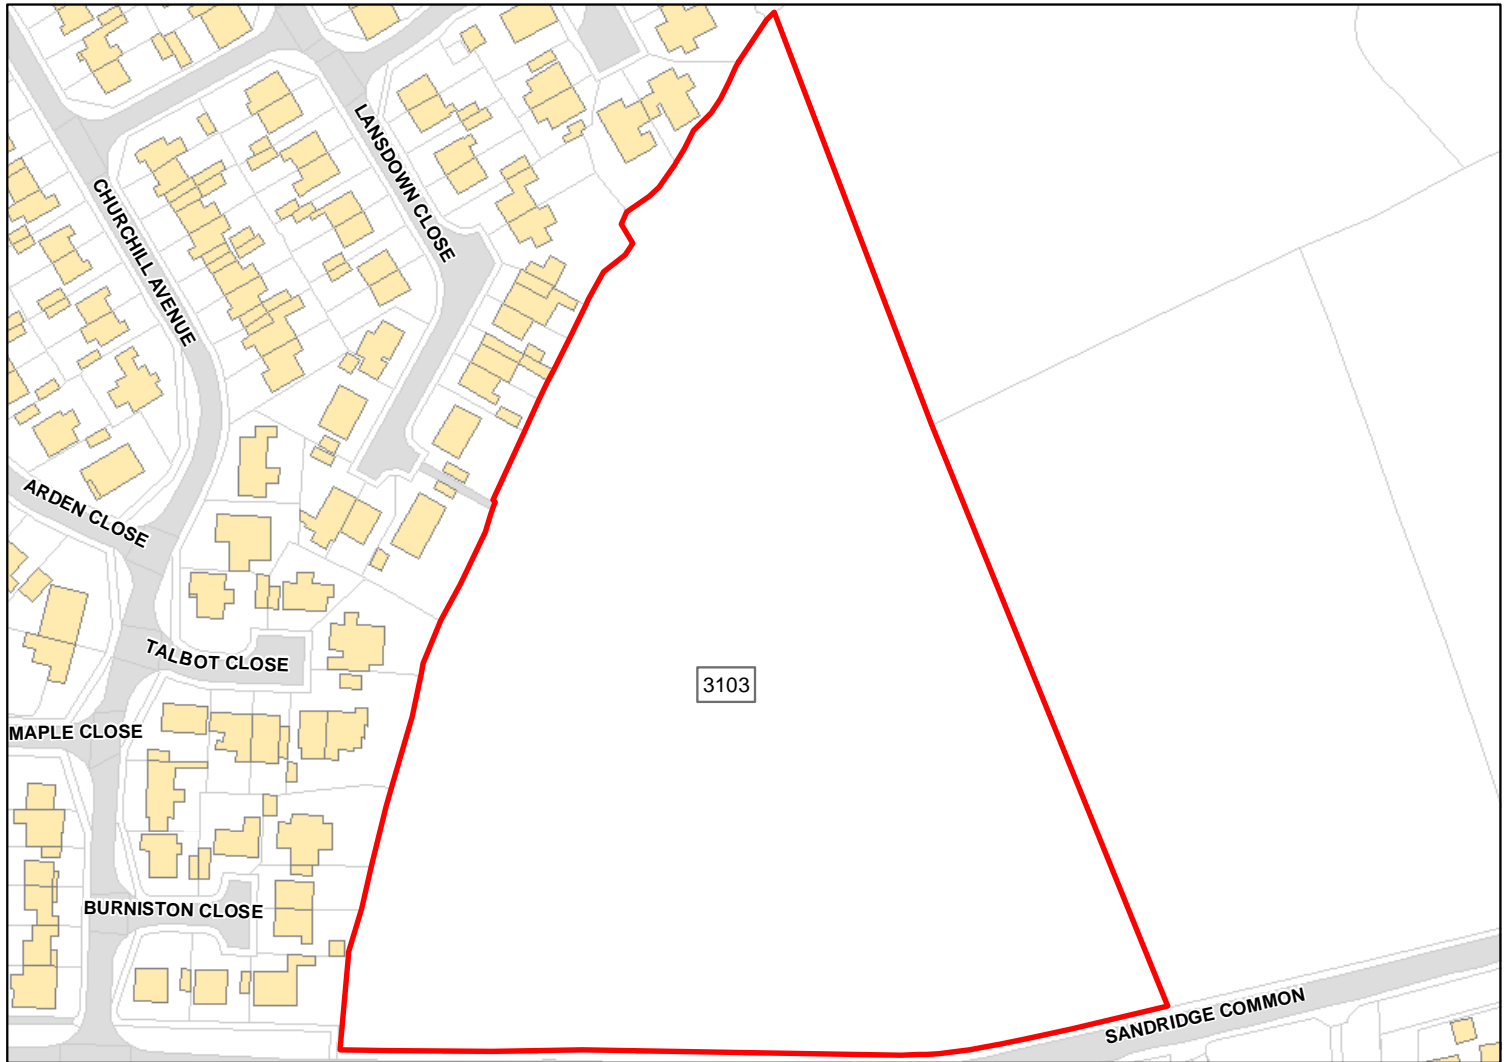 LANSDOWN CLOSE
CHURCHILL AVENUE
ARDEN CLOSE
TALBOT CLOSE
3103
MAPLE CLOSE
BURNISTON CLOSE
SANDRIDGE COMMON